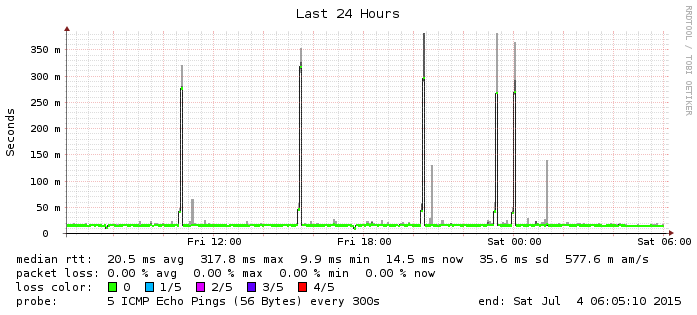 Last 24 Hours
RRDTOOL / TOBI OETIKER
Seconds
350 m
300 m
250 m
200 m
150 m
100 m
50 m
0
Fri 12:00 Fri 18:00 Sat 00:00 Sat 06:00
median rtt: 20.5 ms avg 317.8 ms max 9.9 ms min 14.5 ms now 35.6 ms sd 577.6 m am/s
packet loss: 0.00 % avg 0.00 % max 0.00 % min 0.00 % now
loss color: 0 1/5 2/5 3/5 4/5
probe: 5 ICMP Echo Pings (56 Bytes) every 300s end: Sat Jul 4 06:05:10 2015